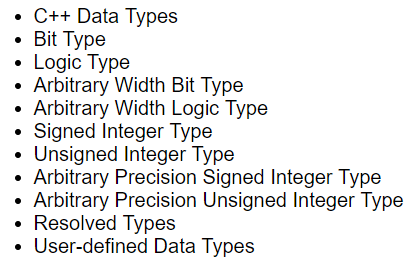 C++ Data Types
Bit Type
Logic Type
Arbitrary Width Bit Type
Arbitrary Width Logic Type
Signed Integer Type
Unsigned Integer Type
Arbitrary Precision Signed Integer Type
Arbitrary Precision Unsigned Integer Type
Resolved Types
User-defined Data Types